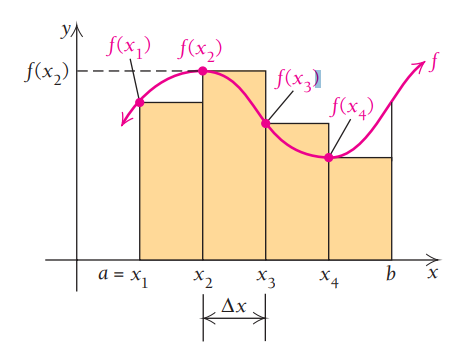 y
f(x₁)
f(x₂)
f
f(x₂)
f(x₃)
f(x₄)
a = x₁
x₂
x₃
x₄
b
x
Δx